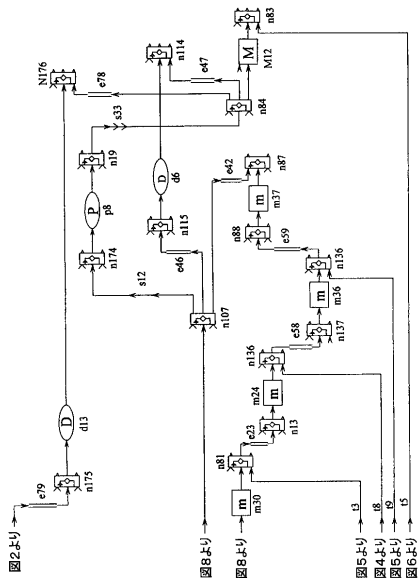 n83
M
M12
N176
n114
e78
e47
n84
s33
n19
D
d6
e42
n87
P
p8
m
m37
n115
n88
e46
n174
e59
s12
n136
m
m36
n107
D
d13
e58
n137
n136
m
m24
n175
e23
n13
n81
e79
m
m30
t3
t8
t9
t5
図2より
図8より
図8より
図5より
図4より
図5より
図6より